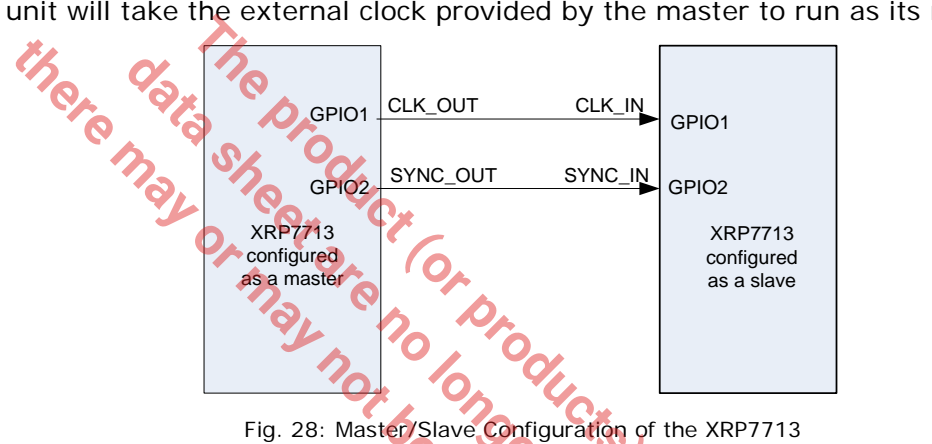 unit will take the external clock provided by the master to run as its
GPIO1 CLK_OUT CLK_IN GPIO1
GPIO2 SYNC_OUT SYNC_IN GPIO2
XRP7713
configured
as a master
XRP7713
configured
as a slave
Fig. 28: Master/Slave Configuration of the XRP7713
The product (or products)
data sheet are no longer
there may or may not be